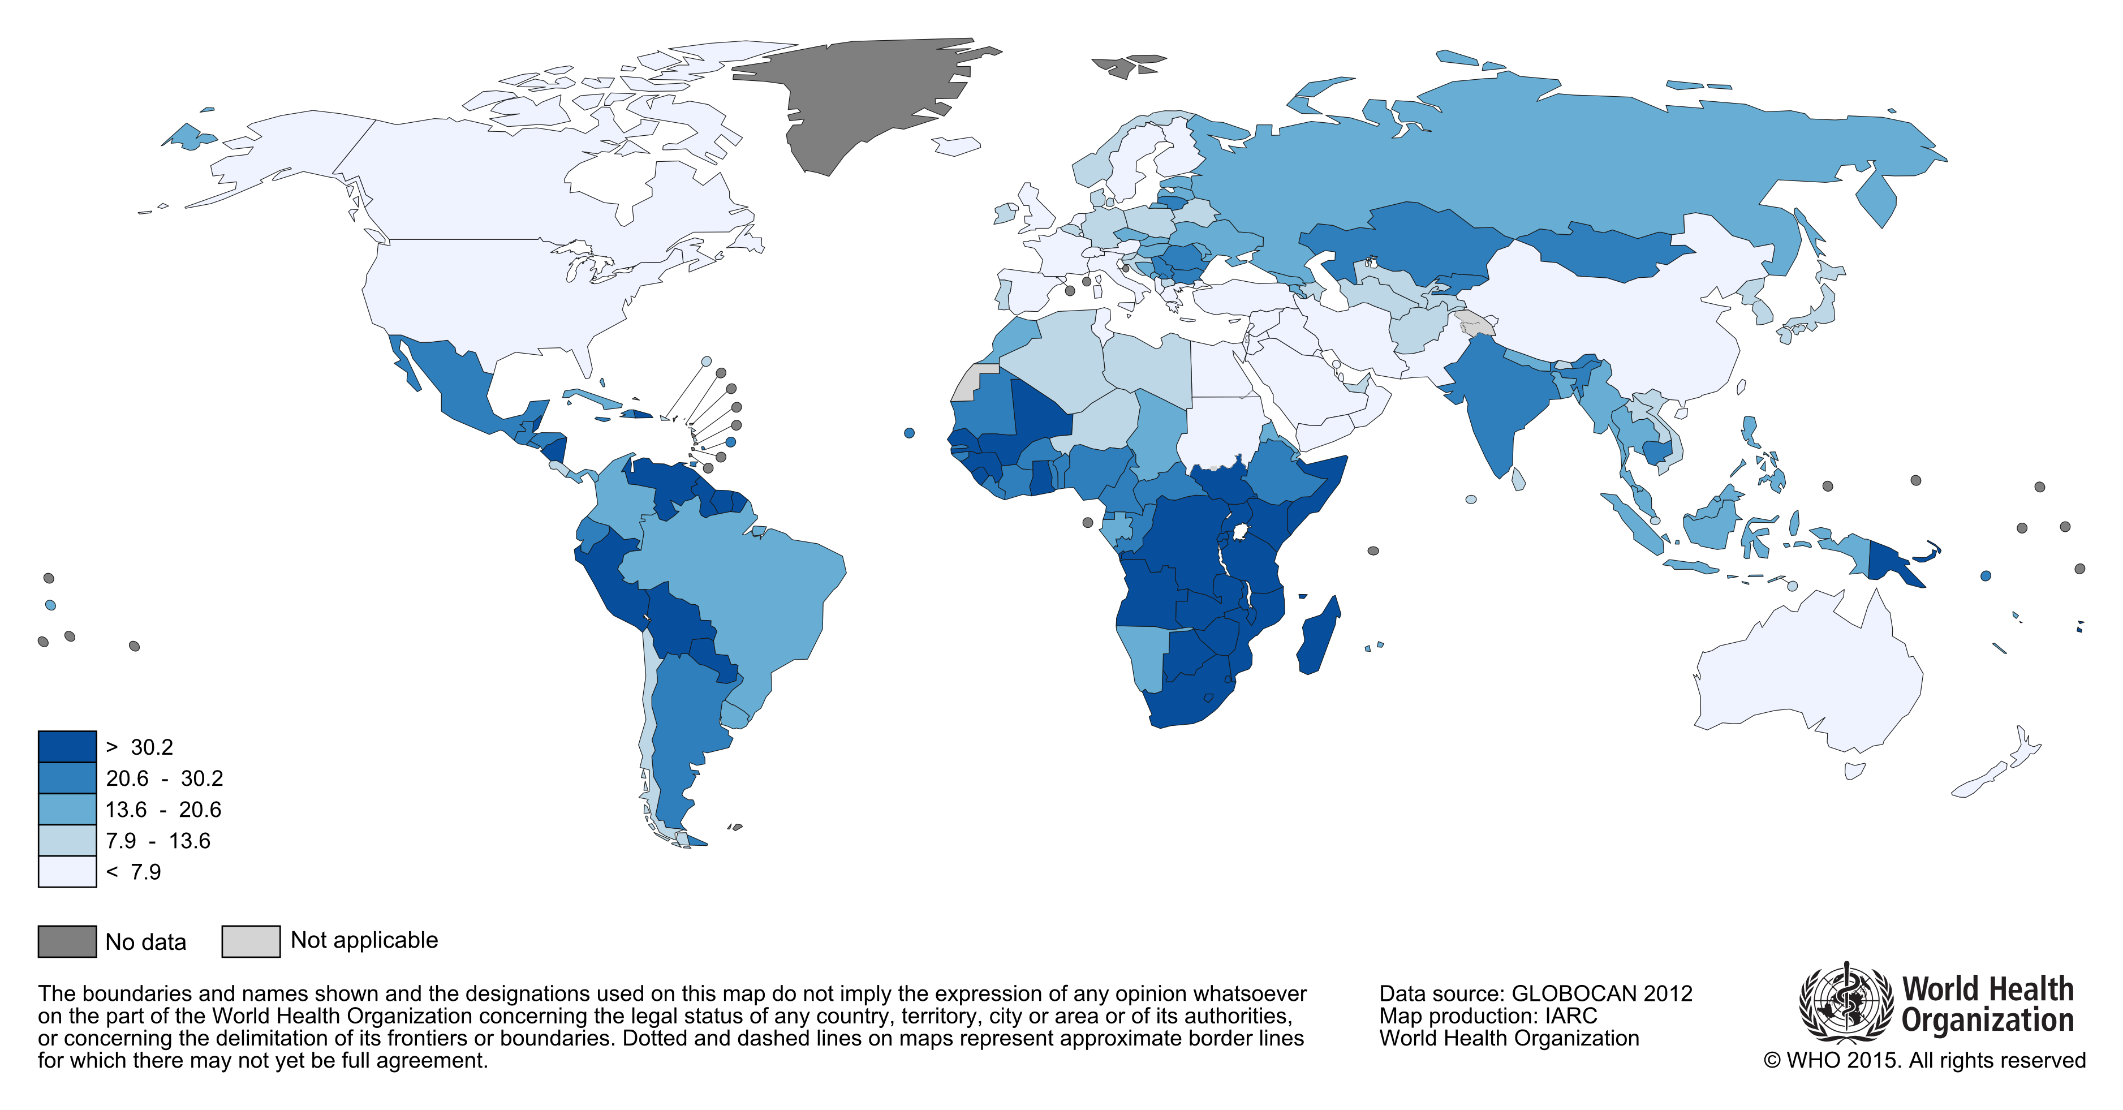 > 30.2
20.6 - 30.2
13.6 - 20.6
7.9 - 13.6
< 7.9
No data
Not applicable
The boundaries and names shown and the designations used on this map do not imply the expression of any opinion whatsoever
on the part of the World Health Organization concerning the legal status of any country, territory, city or area or of its authorities,
or concerning the delimitation of its frontiers or boundaries. Dotted and dashed lines on maps represent approximate border lines
for which there may not yet be full agreement.
Data source: GLOBOCAN 2012
Map production: IARC
World Health Organization
World Health
Organization
© WHO 2015. All rights reserved